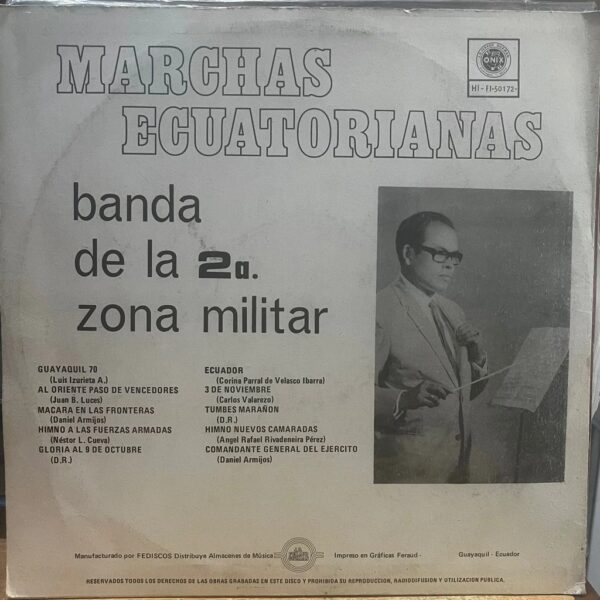 MARCHAS
ECUATORIANAS
ONIX
HI - FI-50172-
banda
de la 2a.
zona militar
GUAYAQUIL 70
(Luis Izurieta A.)
AL ORIENTE PASO DE VENCEDORES
(Juan B. Luces)
MACARA EN LAS FRONTERAS
(Daniel Armijos)
HIMNO A LAS FUERZAS ARMADAS
(Néstor L. Cueva)
GLORIA AL 9 DE OCTUBRE
(D.R.)
ECUADOR
(Corina Parral de Velasco Ibarra)
3 DE NOVIEMBRE
(Carlos Valarezo)
TUMBES MARAÑON
(D.R.)
HIMNO NUEVOS CAMARADAS
(Angel Rafael Rivodeneira Pérez)
COMANDANTE GENERAL DEL EJERCITO
(Daniel Armijos)
Manufacturado por FEDISCOS Distribuye Almacenes de Música
Impreso en Gráficas Feraud -
Guayaquil - Ecuador
RESERVADOS TODOS LOS DERECHOS DE LAS OBRAS GRABADAS EN ESTE DISCO Y PROHIBIDA SU REPRODUCCION, RADIODIFUSION Y UTILIZACION PUBLICA.